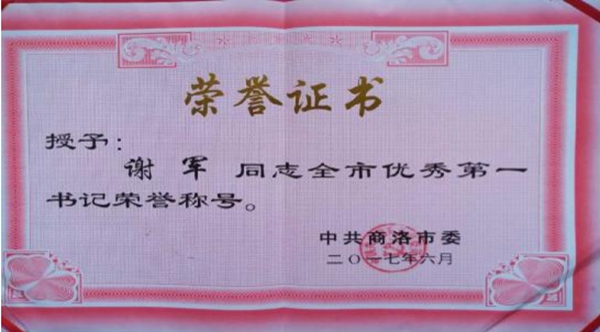 荣誉证书
授予：
谢军 同志全市优秀第一
书记荣誉称号。
中共商洛市委
二〇一七年六月